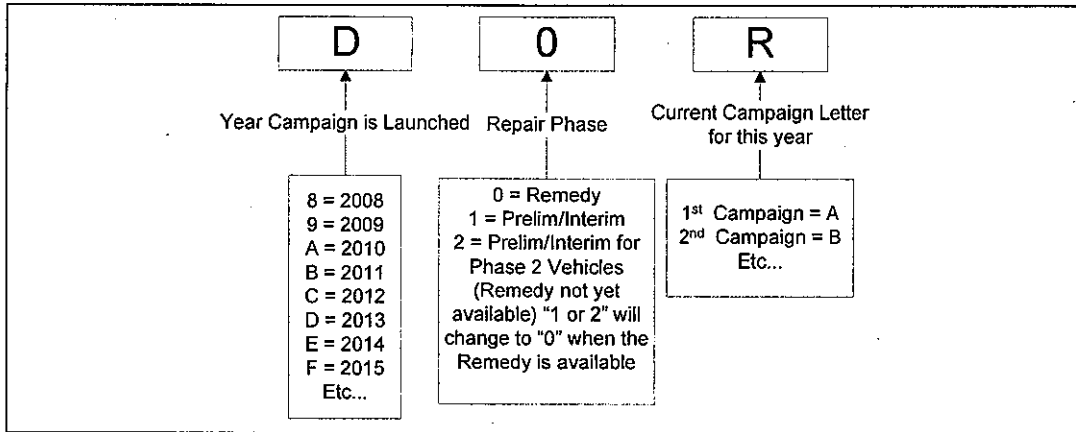 D
0
R
Year Campaign is Launched
Repair Phase
Current Campaign Letter
for this year
8 = 2008
9 = 2009
A = 2010
B = 2011
C = 2012
D = 2013
E = 2014
F = 2015
Etc...
0 = Remedy
1 = Prelim/Interim
2 = Prelim/Interim for
Phase 2 Vehicles
(Remedy not yet
available) "1 or 2" will
change to "0" when the
Remedy is available
1st Campaign = A
2nd Campaign = B
Etc...